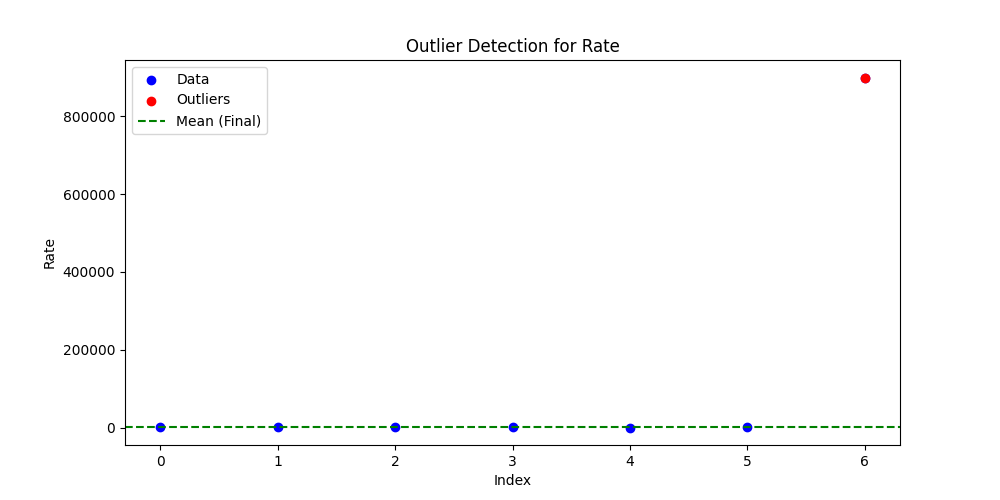 Outlier Detection for Rate
Data
Outliers
Mean (Final)
800000
600000
400000
200000
0
Rate
0 1 2 3 4 5 6
Index